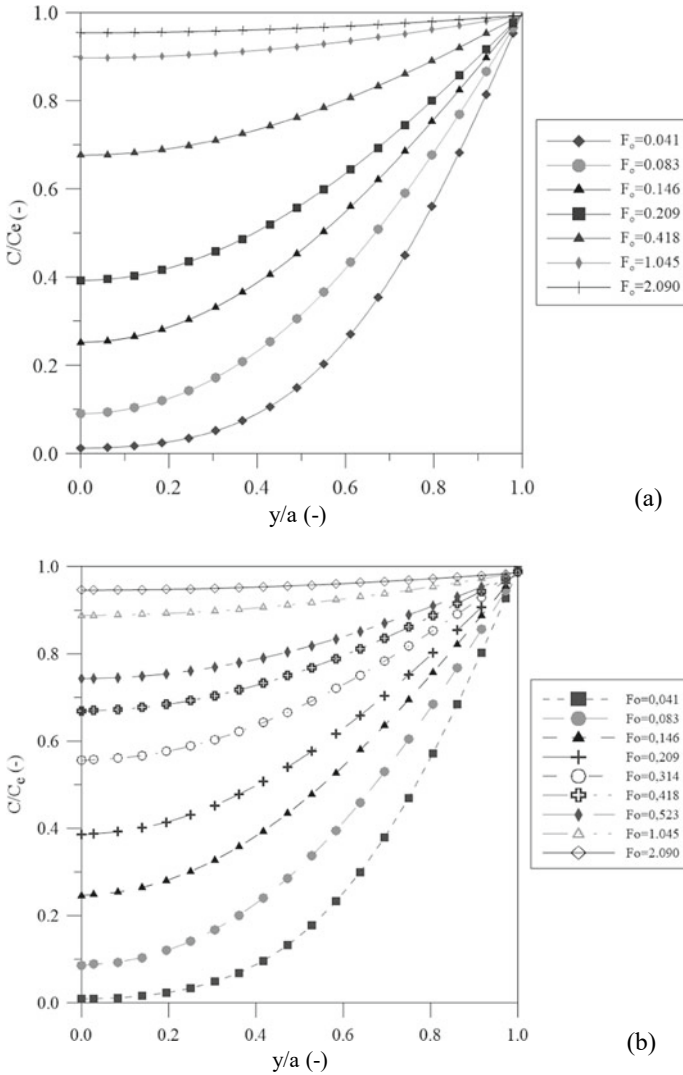 1.0
0.8
0.6
0.4
0.2
0.0
C/Ce (-)
0.0 0.2 0.4 0.6 0.8 1.0
y/a (-)
Fo=0.041
Fo=0.083
Fo=0.146
Fo=0.209
Fo=0.418
Fo=1.045
Fo=2.090
(a)
1.0
0.8
0.6
0.4
0.2
0.0
C/Ce (-)
0.0 0.2 0.4 0.6 0.8 1.0
y/a (-)
Fo=0,041
Fo=0,083
Fo=0,146
Fo=0,209
Fo=0,314
Fo=0,418
Fo=0,523
Fo=1.045
Fo=2.090
(b)